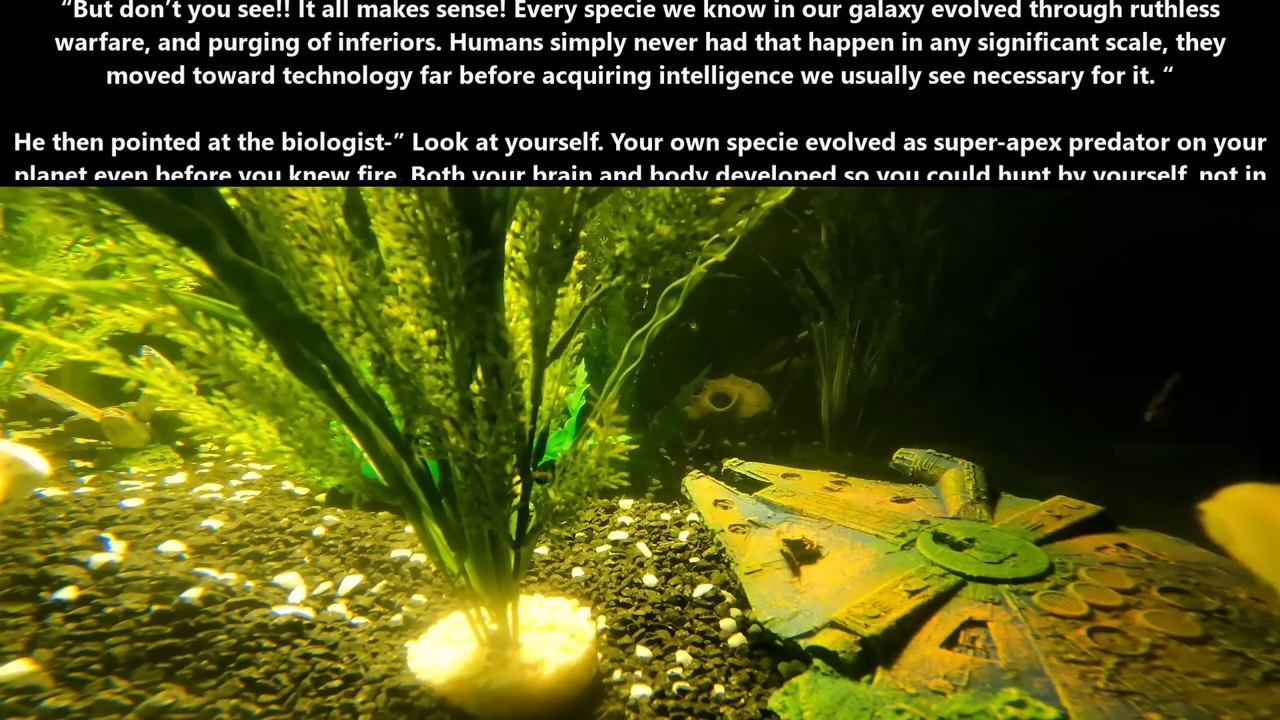 “But don’t you see!! It all makes sense! Every specie we know in our galaxy evolved through ruthless
warfare, and purging of inferiors. Humans simply never had that happen in any significant scale, they
moved toward technology far before acquiring intelligence we usually see necessary for it. “
He then pointed at the biologist-” Look at yourself. Your own specie evolved as super-apex predator on your
planet even before you knew fire. Both your brain and body developed so you could hunt by yourself, not in